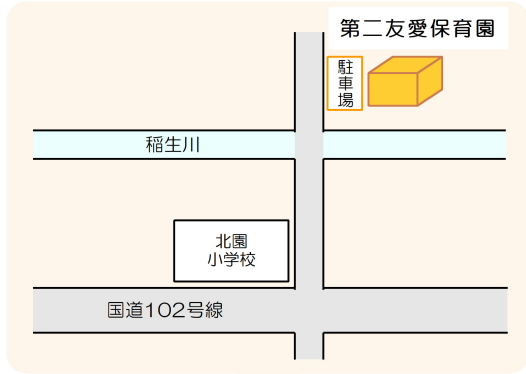 第二友愛保育園
駐車場
稲生川
北園
小学校
国道102号線